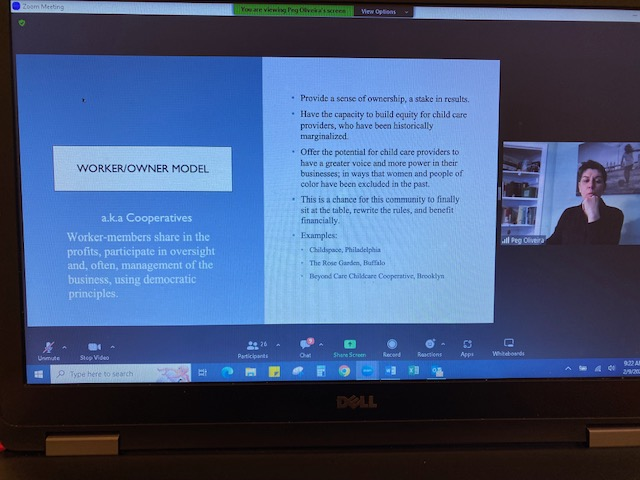 Zoom Meeting
You are viewing Peg Oliveira's screen
View Options
WORKER/OWNER MODEL
a.k.a Cooperatives
Worker-members share in the
profits, participate in oversight
and, often, management of the
business, using democratic
principles.
• Provide a sense of ownership, a stake in results.
• Have the capacity to build equity for child care
providers, who have been historically
marginalized.
• Offer the potential for child care providers to
have a greater voice and more power in their
businesses; in ways that women and people of
color have been excluded in the past.
• This is a chance for this community to finally
sit at the table, rewrite the rules, and benefit
financially.
• Examples:
• Childspace, Philadelphia
• The Rose Garden, Buffalo
• Beyond Care Childcare Cooperative, Brooklyn
Peg Oliveira
Unmute
Stop Video
Participants
26
Chat
Share Screen
Record
Reactions
Apps
Whiteboards
Type here to search
9:22 A
2/9/20
DELL